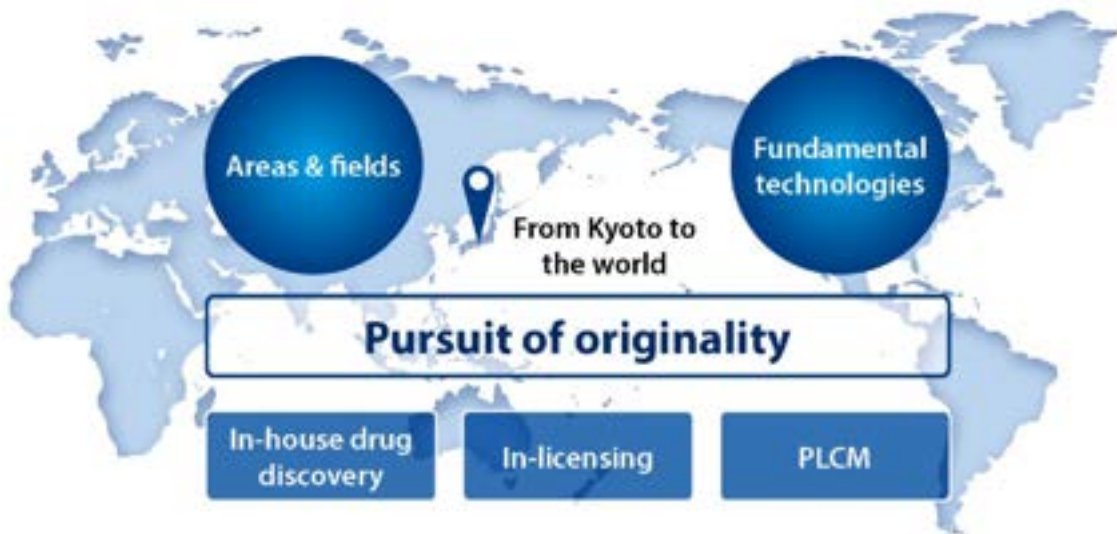 Areas & fields
Fundamental
technologies
From Kyoto to
the world
Pursuit of originality
In-house drug
discovery
In-licensing
PLCM